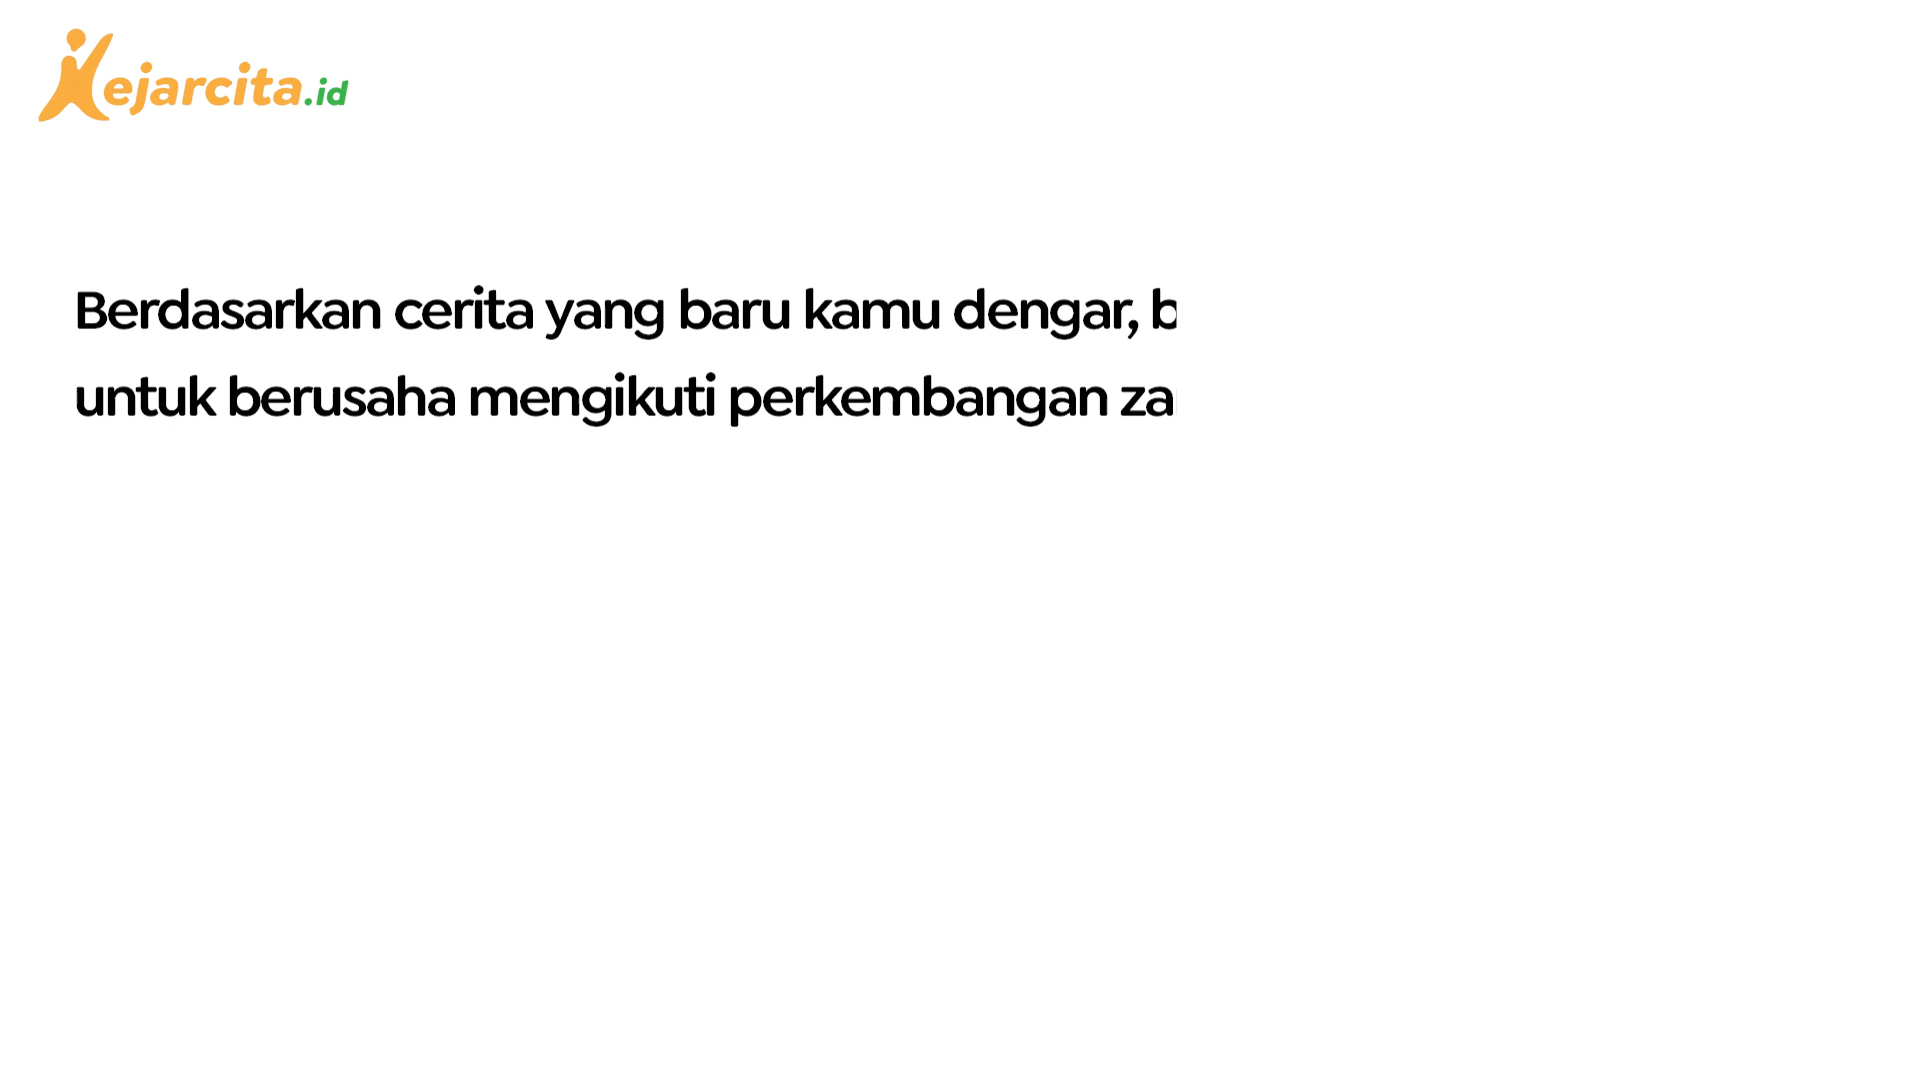 Kejarcita.id
Berdasarkan cerita yang baru kamu dengar,
untuk berusaha mengikuti perkembangan